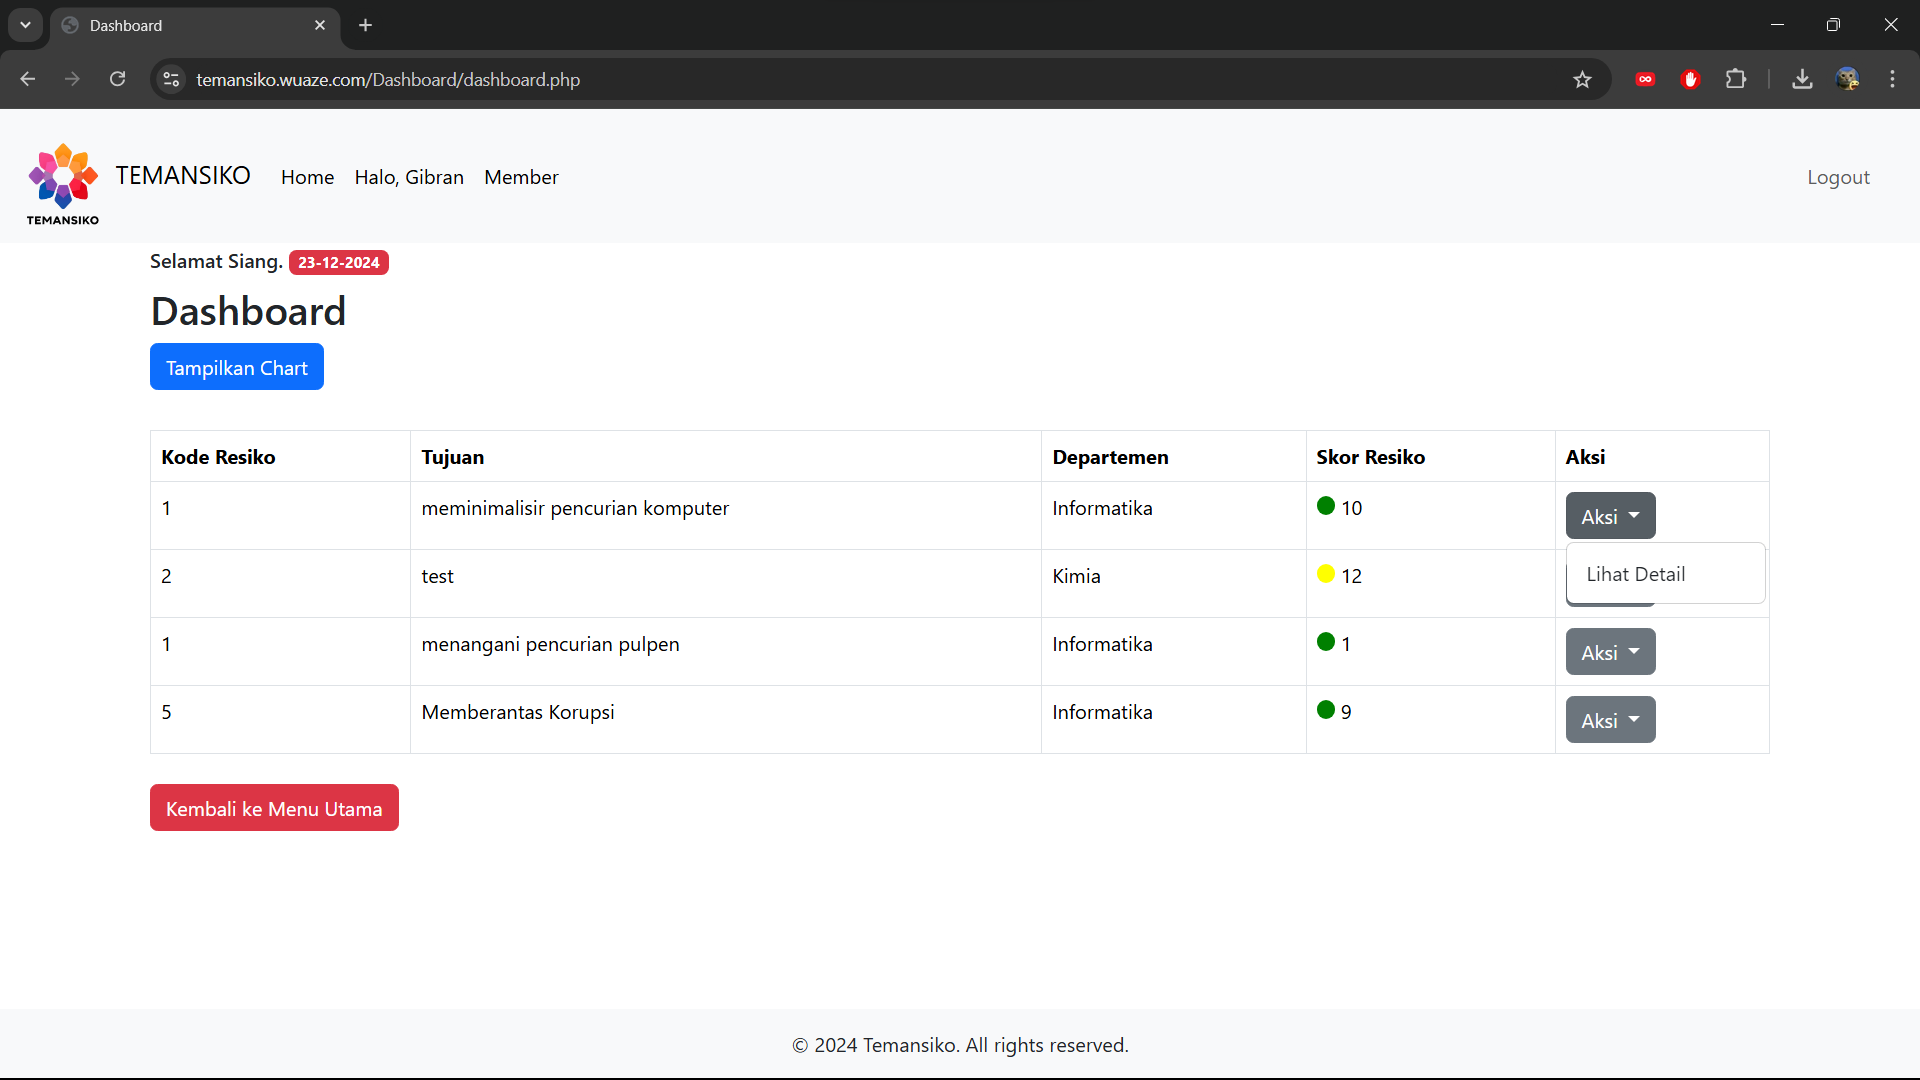 Dashboard
temansiko.wuaze.com/Dashboard/dashboard.php
TEMANSIKO
TEMANSIKO Home Halo, Gibran Member Logout
Selamat Siang. 23-12-2024
Dashboard
Tampilkan Chart
Kode Resiko Tujuan Departemen Skor Resiko Aksi
1 meminimalisir pencurian komputer Informatika 10 Aksi
Lihat Detail
2 test Kimia 12
1 menangani pencurian pulpen Informatika 1 Aksi
5 Memberantas Korupsi Informatika 9 Aksi
Kembali ke Menu Utama
© 2024 Temansiko. All rights reserved.